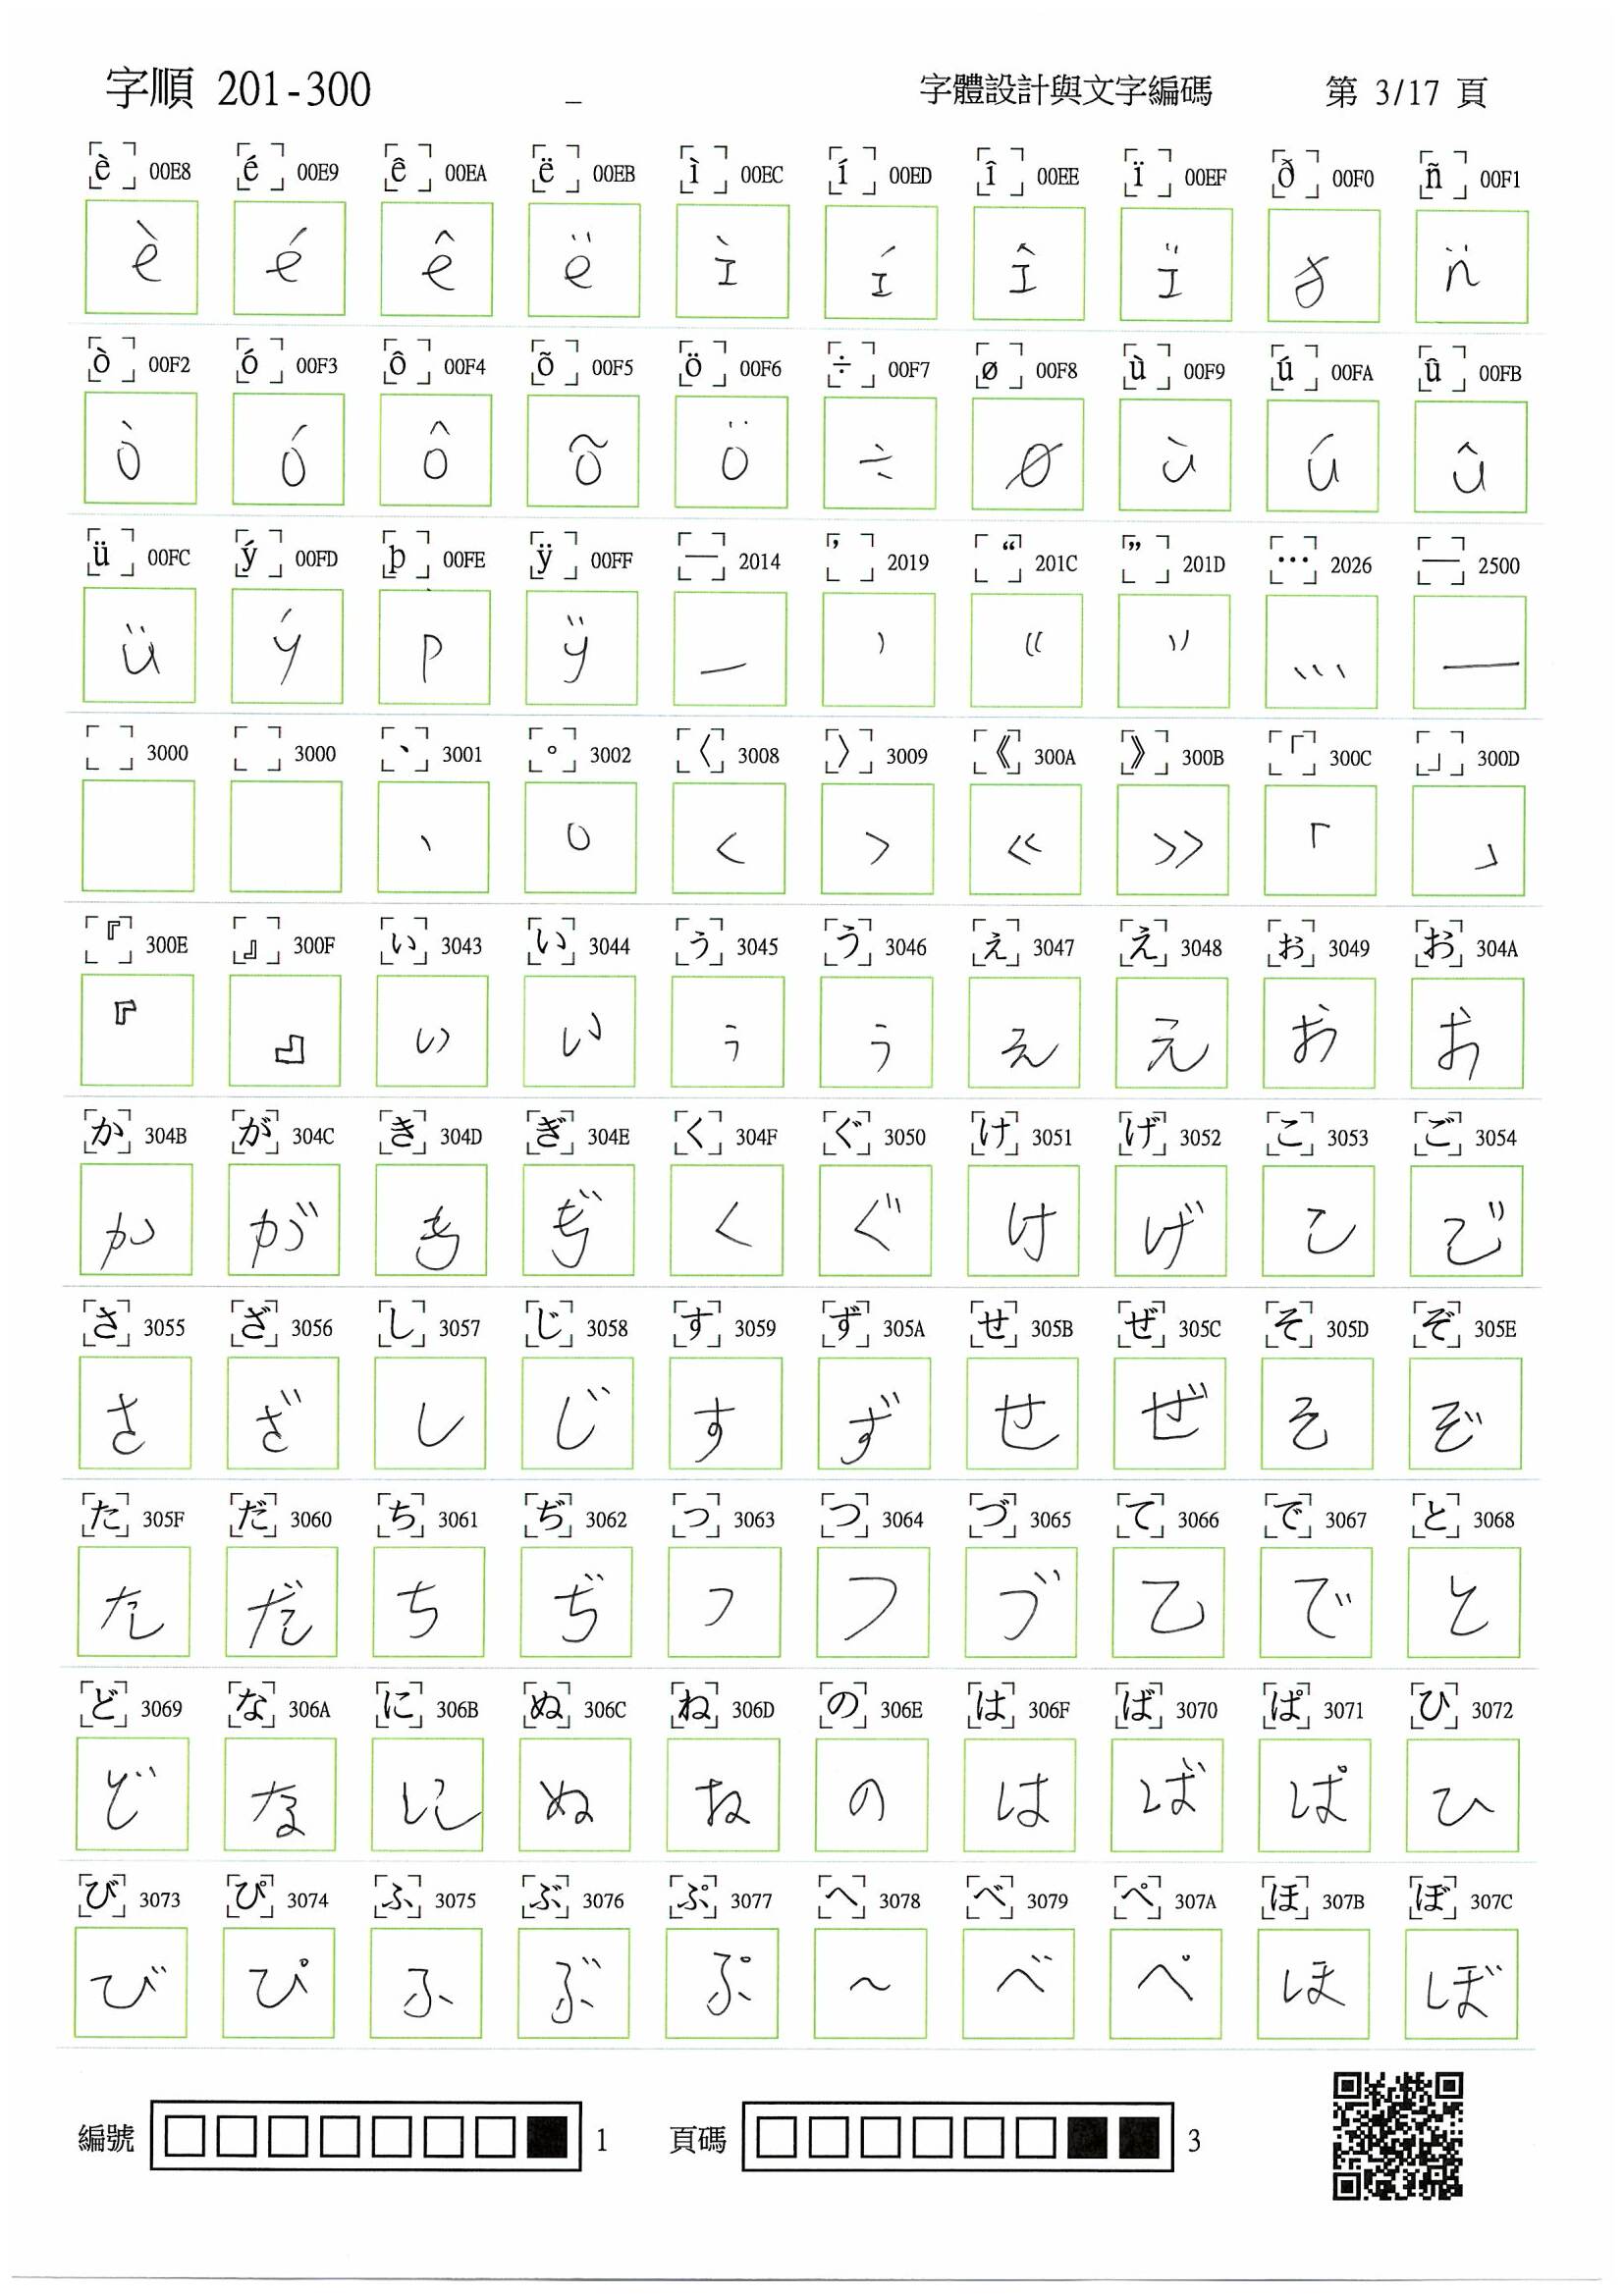 字順 201-300 _ 字體設計與文字編碼 第 3/17 頁
è 00E8 é 00E9 ê 00EA ë 00EB ì 00EC í 00ED î 00EE ï 00EF ð 00F0 ñ 00F1
è é ê ë ì í î ï ð ñ
ò 00F2 ó 00F3 ô 00F4 õ 00F5 ö 00F6 ÷ 00F7 ø 00F8 ù 00F9 ú 00FA û 00FB
ò ó ô õ ö ÷ ø ù ú û
ü 00FC ý 00FD þ 00FE ÿ 00FF — 2014 ’ 2019 “ 201C ” 201D … 2026 ─ 2500
ü ý p ÿ — ’ “ ” … ─
3000 3000 、 3001 。 3002 〈 3008 〉 3009 《 300A 》 300B 「 300C 」 300D
、 。 〈 〉 《 》 「 」
『 300E 』 300F ぃ 3043 い 3044 ぅ 3045 う 3046 ぇ 3047 え 3048 ぉ 3049 お 304A
『 』 ぃ い ぅ う ぇ え ぉ お
か 304B が 304C き 304D ぎ 304E く 304F ぐ 3050 け 3051 げ 3052 こ 3053 ご 3054
か が き ぎ く ぐ け げ こ ご
さ 3055 ざ 3056 し 3057 じ 3058 す 3059 ず 305A せ 305B ぜ 305C そ 305D ぞ 305E
さ ざ し じ す ず せ ぜ そ ぞ
た 305F だ 3060 ち 3061 ぢ 3062 っ 3063 つ 3064 づ 3065 て 3066 で 3067 と 3068
た だ ち ぢ っ つ づ て で と
ど 3069 な 306A に 306B ぬ 306C ね 306D の 306E は 306F ば 3070 ぱ 3071 ひ 3072
ど な に ぬ ね の は ば ぱ ひ
び 3073 ぴ 3074 ふ 3075 ぶ 3076 ぷ 3077 へ 3078 べ 3079 ぺ 307A ほ 307B ぼ 307C
び ぴ ふ ぶ ぷ へ べ ぺ ほ ぼ
編號 1 頁碼 3